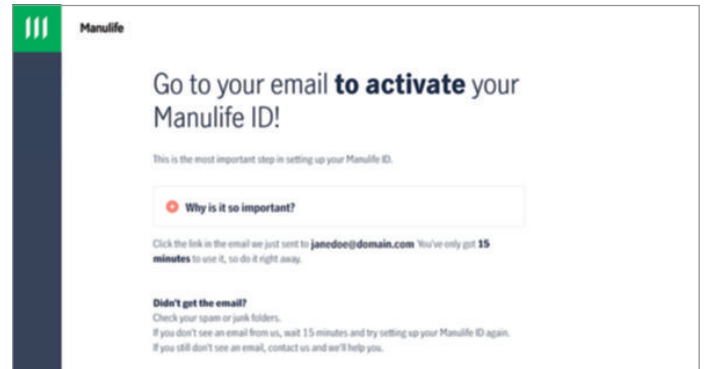 Manulife
Go to your email to activate your
Manulife ID!
This is the most important step in setting up your Manulife ID.
Why is it so important?
Click the link in the email we just sent to janedoe@domain.com You've only got 15
minutes to use it, so do it right away.
Didn't get the email?
Check your spam or junk folders.
If you don't see an email from us, wait 15 minutes and try setting up your Manulife ID again.
If you still don't see an email, contact us and we'll help you.